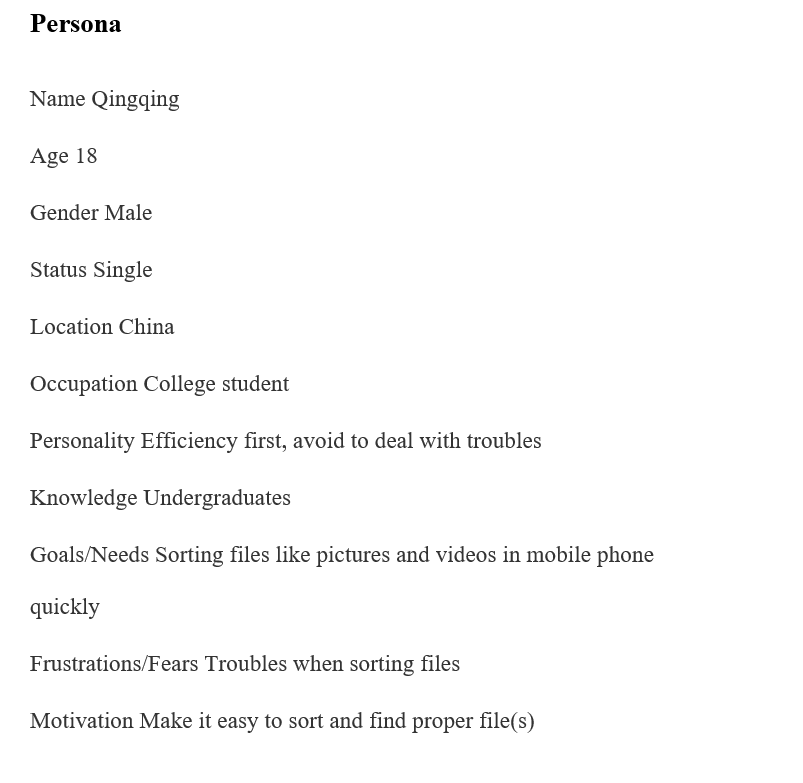 Persona
Name Qingqing
Age 18
Gender Male
Status Single
Location China
Occupation College student
Personality Efficiency first, avoid to deal with troubles
Knowledge Undergraduates
Goals/Needs Sorting files like pictures and videos in mobile phone
quickly
Frustrations/Fears Troubles when sorting files
Motivation Make it easy to sort and find proper file(s)